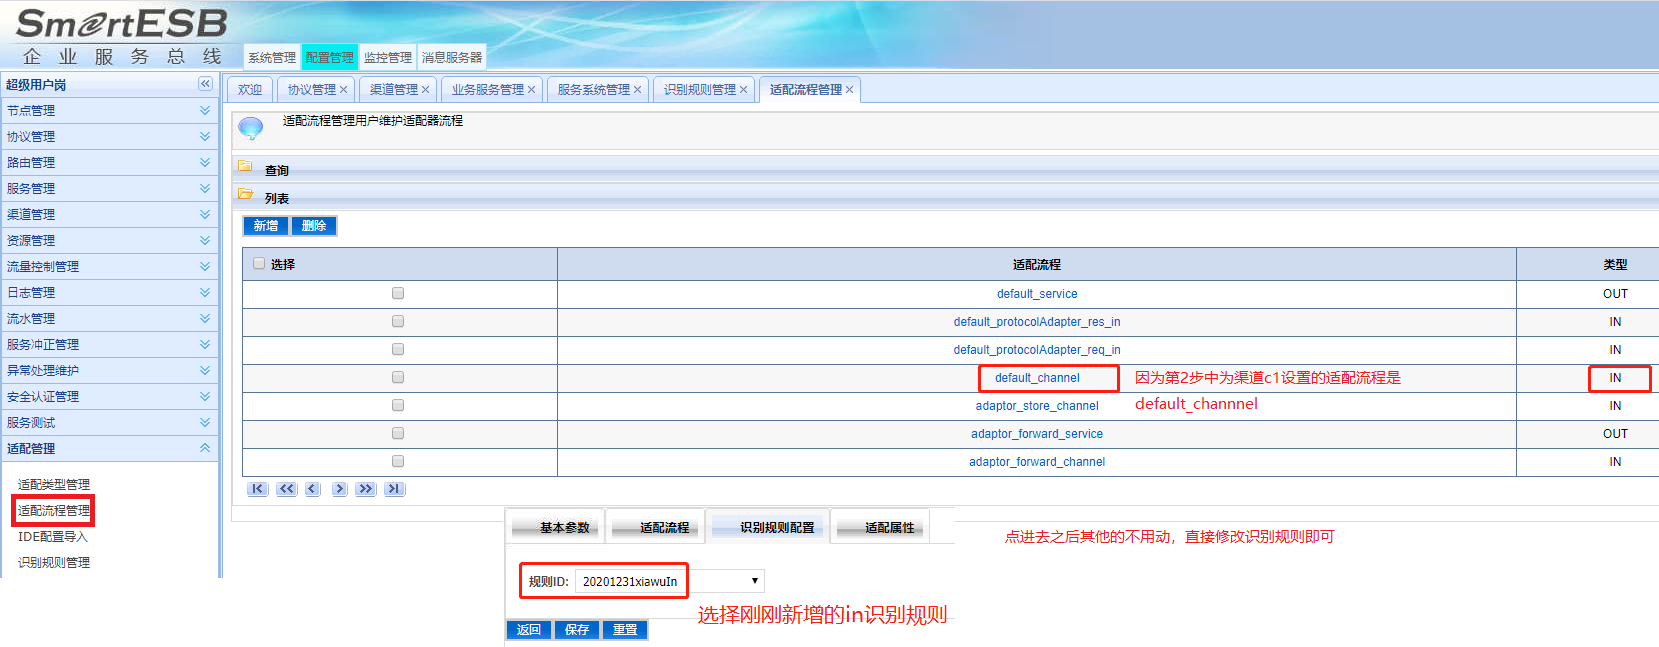 SmartESB
企业服务总线
系统管理 配置管理 监控管理 消息服务器
超级用户岗
欢迎 协议管理 渠道管理 业务服务管理 服务系统管理 识别规则管理 适配流程管理
节点管理
协议管理
路由管理
服务管理
渠道管理
资源管理
流量控制管理
日志管理
流水管理
服务冲正管理
异常处理维护
安全认证管理
服务测试
适配管理
适配类型管理
适配流程管理
IDE配置导入
识别规则管理
适配流程管理用户维护适配器流程
查询
列表
新增 删除
选择 适配流程 类型
default_service OUT
default_protocolAdapter_res_in IN
default_protocolAdapter_req_in IN
default_channel 因为第2步中为渠道c1设置的适配流程是 IN
adaptor_store_channel default_channnel IN
adaptor_forward_service OUT
adaptor_forward_channel IN
基本参数 适配流程 识别规则配置 适配属性
点进去之后其他的不用动，直接修改识别规则即可
规则ID: 20201231xiawuIn
选择刚刚新增的in识别规则
返回 保存 重置